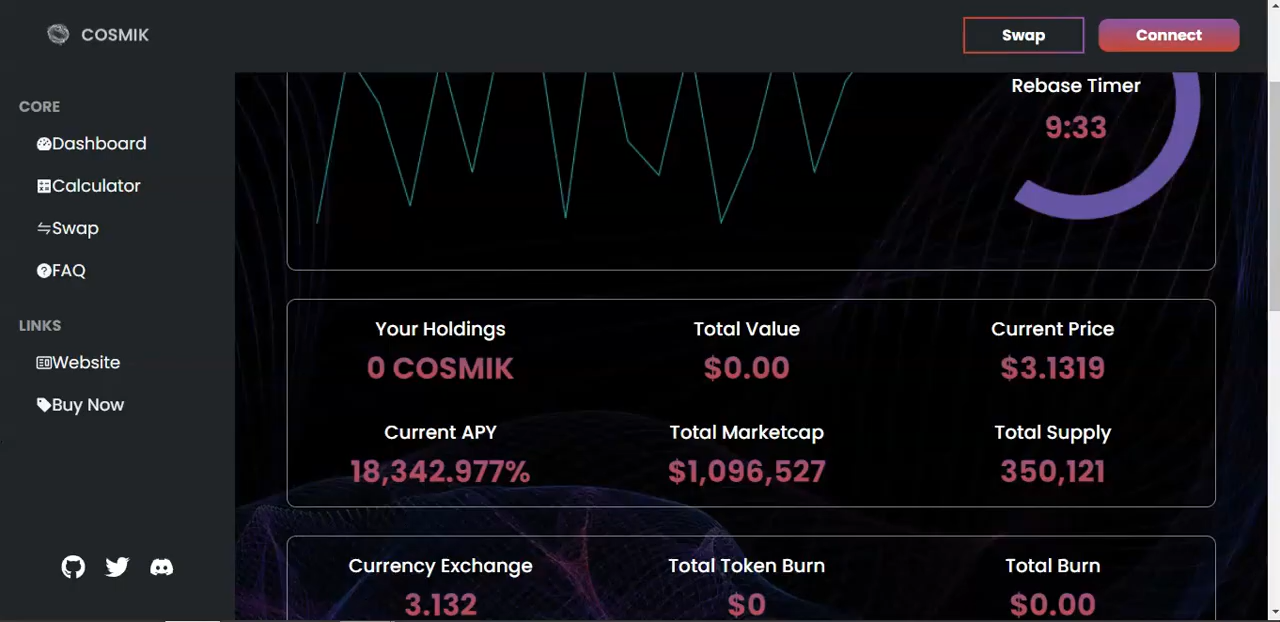 COSMIK
Swap
Connect
CORE
Dashboard
Calculator
Swap
FAQ
LINKS
Website
Buy Now
Rebase Timer
9:33
Your Holdings
0 COSMIK
Total Value
$0.00
Current Price
$3.1319
Current APY
18,342.977%
Total Marketcap
$1,096,527
Total Supply
350,121
Currency Exchange
3.132
Total Token Burn
$0
Total Burn
$0.00